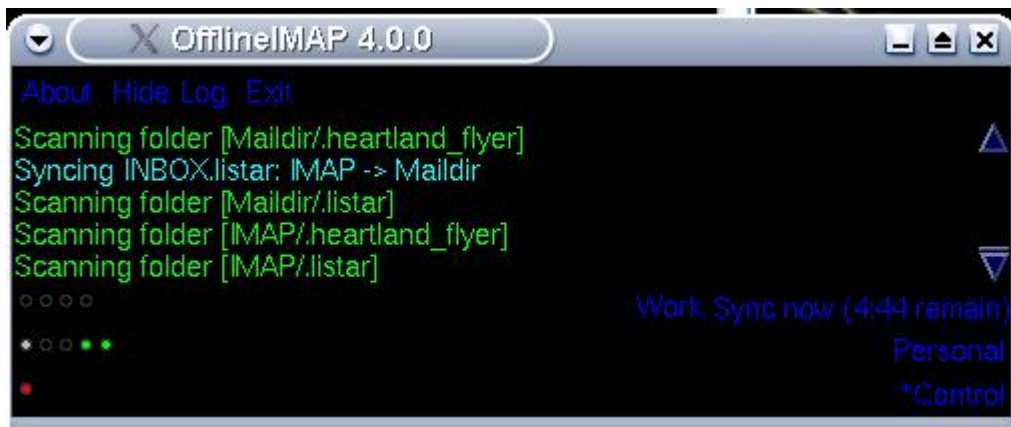 OfflineIMAP 4.0.0
About Hide Log Exit
Scanning folder [Maildir/.heartland_flyer]
Syncing INBOX.listar: IMAP -> Maildir
Scanning folder [Maildir/.listar]
Scanning folder [IMAP/.heartland_flyer]
Scanning folder [IMAP/.listar]
Work Sync now (4:44 remain)
Personal
*Control